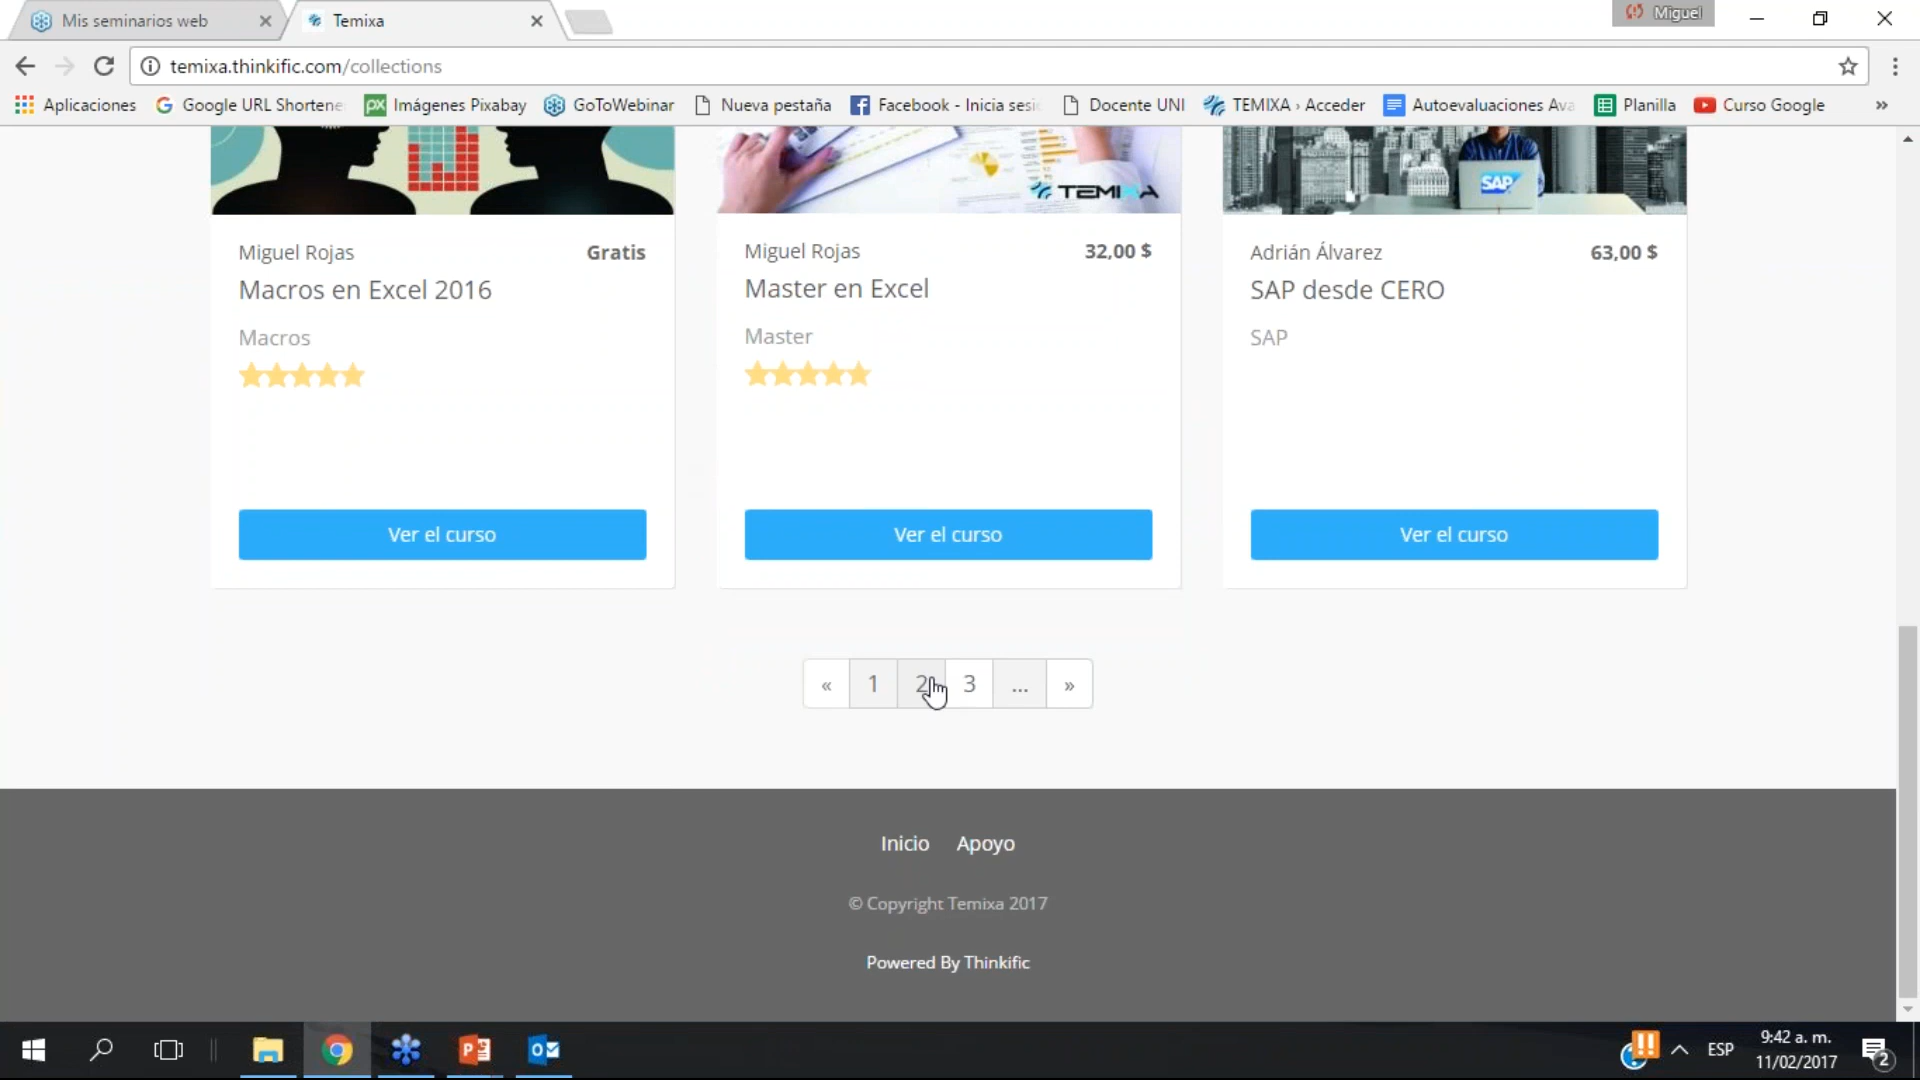 Mis seminarios web
Temixa
Miguel
temixa.thinkific.com/collections
Aplicaciones
Google URL Shortene
Imágenes Pixabay
GoToWebinar
Nueva pestaña
Facebook - Inicia sesi
Docente UNI
TEMIXA › Acceder
Autoevaluaciones Ava
Planilla
Curso Google
»
TEMIXA
SAP
Miguel Rojas
Gratis
Macros en Excel 2016
Macros
Ver el curso
Miguel Rojas
32,00 $
Master en Excel
Master
Ver el curso
Adrián Álvarez
63,00 $
SAP desde CERO
SAP
Ver el curso
« 1 2 3 ... »
Inicio Apoyo
© Copyright Temixa 2017
Powered By Thinkific
ESP
9:42 a. m.
11/02/2017
2